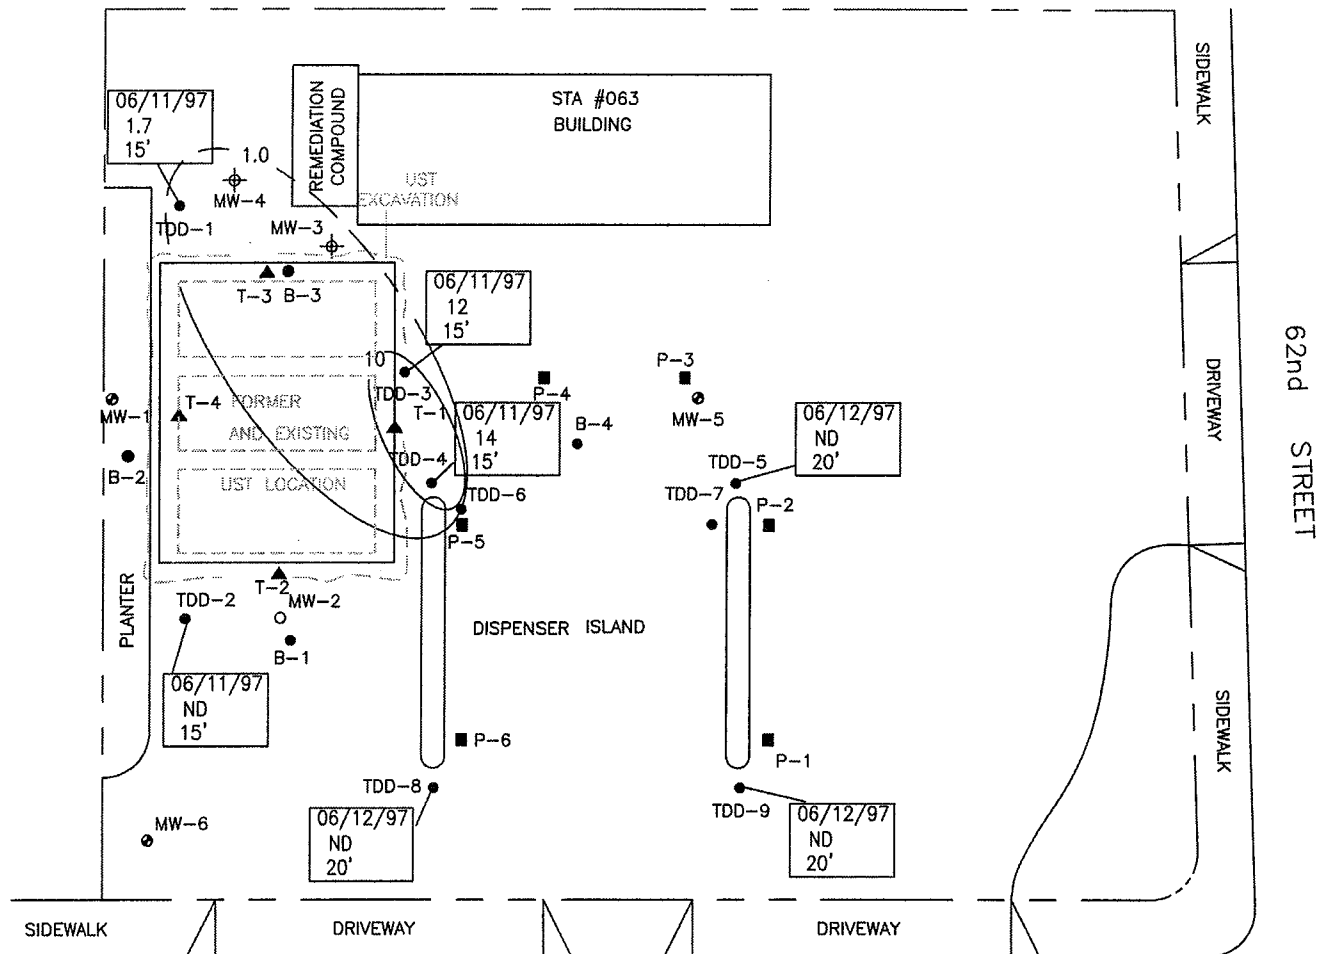 SIDEWALK
REMEDIATION
COMPOUND
STA #063
BUILDING
06/11/97
1.7
15'
1.0
UST
EXCAVATION
MW-4
TDD-1
MW-3
T-3
B-3
06/11/97
12
15'
62nd STREET
10
TDD-3
P-4
P-3
DRIVEWAY
MW-1
T-4
FORMER
AND EXISTING
UST LOCATION
T-1
06/11/97
14
15'
B-4
MW-5
06/12/97
ND
20'
B-2
TDD-4
TDD-5
TDD-6
TDD-7
P-2
P-5
T-2
MW-2
PLANTER
TDD-2
B-1
DISPENSER ISLAND
06/11/97
ND
15'
SIDEWALK
P-6
P-1
TDD-8
TDD-9
06/12/97
ND
20'
06/12/97
ND
20'
MW-6
SIDEWALK
DRIVEWAY
DRIVEWAY